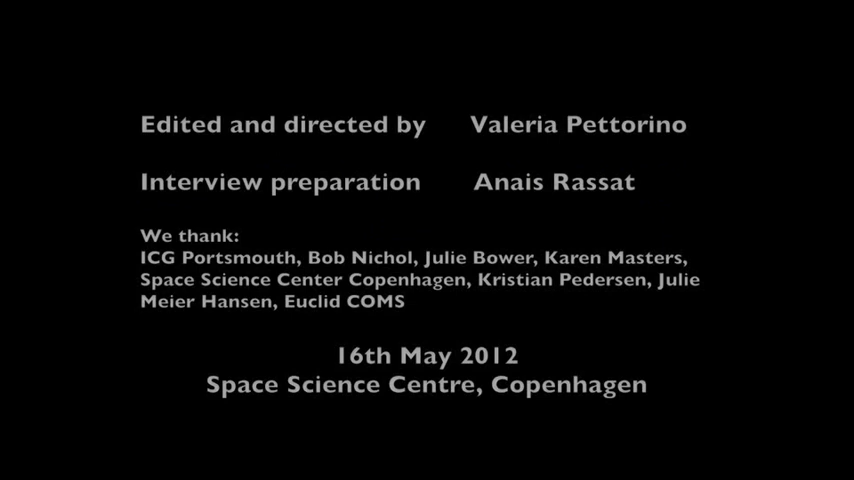 Edited and directed by Valeria Pettorino
Interview preparation Anais Rassat
We thank:
ICG Portsmouth, Bob Nichol, Julie Bower, Karen Masters,
Space Science Center Copenhagen, Kristian Pedersen, Julie
Meier Hansen, Euclid COMS
16th May 2012
Space Science Centre, Copenhagen